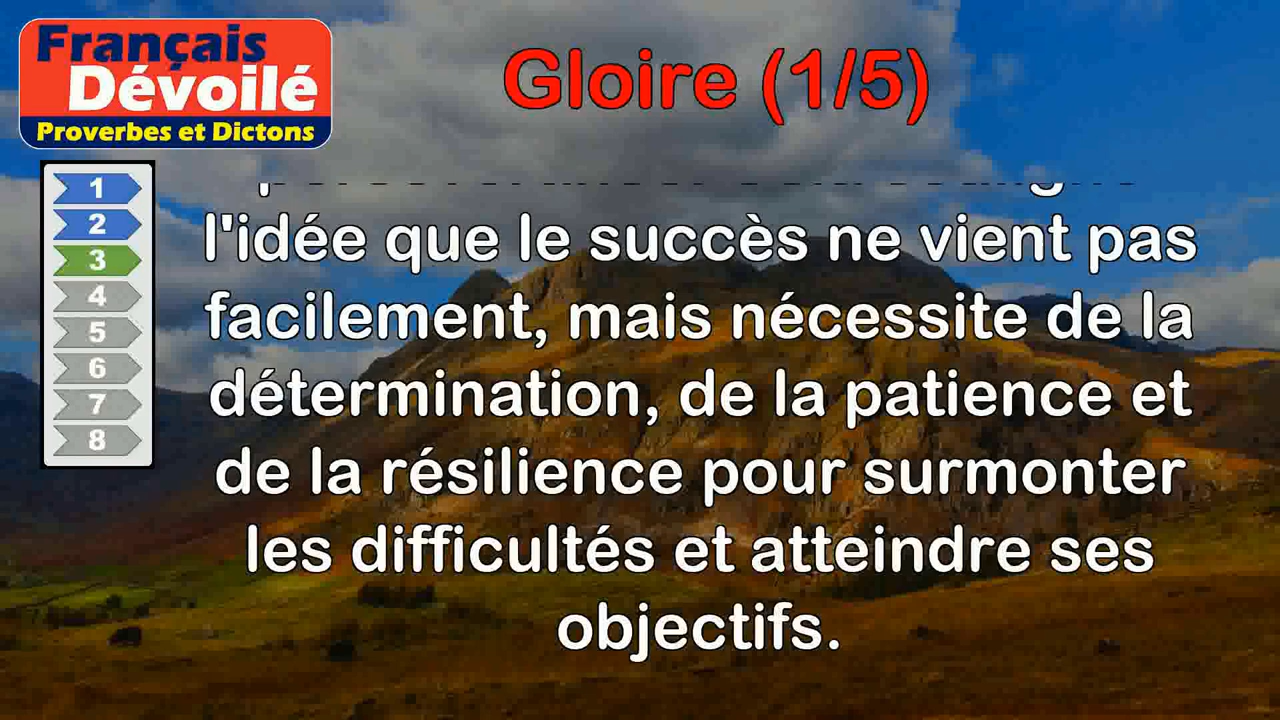 Français
Dévoilé
Proverbes et Dictons
Gloire (1/5)
1
2
3
4
5
6
7
8
l'idée que le succès ne vient pas
facilement, mais nécessite de la
détermination, de la patience et
de la résilience pour surmonter
les difficultés et atteindre ses
objectifs.